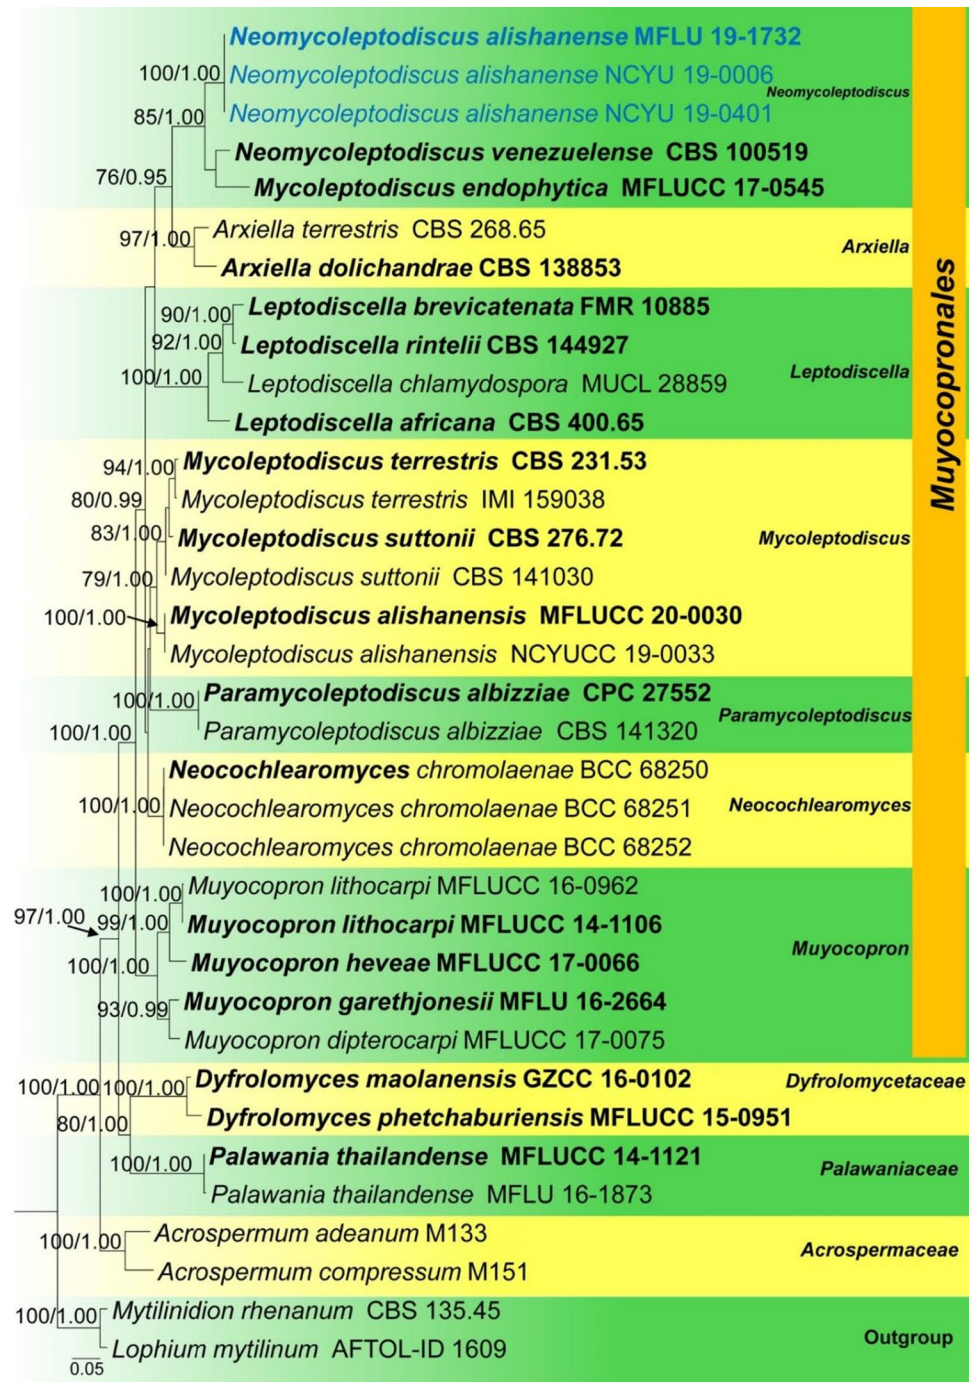 Neomycoleptodiscus alishanense MFLU 19-1732
100/1.00
Neomycoleptodiscus alishanense NCYU 19-0006
Neomycoleptodiscus
85/1.00
Neomycoleptodiscus alishanense NCYU 19-0401
Neomycoleptodiscus venezuelense CBS 100519
76/0.95
Mycoleptodiscus endophytica MFLUCC 17-0545
Arxiella terrestris CBS 268.65
97/1.00
Arxiella
Arxiella dolichandrae CBS 138853
Muyocopronales
90/1.00
Leptodiscella brevicatenata FMR 10885
92/1.00
Leptodiscella rintelii CBS 144927
100/1.00
Leptodiscella chlamydospora MUCL 28859
Leptodiscella
Leptodiscella africana CBS 400.65
94/1.00
Mycoleptodiscus terrestris CBS 231.53
80/0.99
Mycoleptodiscus terrestris IMI 159038
83/1.00
Mycoleptodiscus suttonii CBS 276.72
Mycoleptodiscus
79/1.00
Mycoleptodiscus suttonii CBS 141030
100/1.00
Mycoleptodiscus alishanensis MFLUCC 20-0030
Mycoleptodiscus alishanensis NCYUCC 19-0033
100/1.00
Paramycoleptodiscus albizziae CPC 27552
Paramycoleptodiscus
100/1.00
Paramycoleptodiscus albizziae CBS 141320
Neocochlearomyces chromolaenae BCC 68250
100/1.00
Neocochlearomyces chromolaenae BCC 68251
Neocochlearomyces
Neocochlearomyces chromolaenae BCC 68252
100/1.00
Muyocopron lithocarpi MFLUCC 16-0962
97/1.00
99/1.00
Muyocopron lithocarpi MFLUCC 14-1106
Muyocopron
100/1.00
Muyocopron heveae MFLUCC 17-0066
93/0.99
Muyocopron garethjonesii MFLU 16-2664
Muyocopron dipterocarpi MFLUCC 17-0075
100/1.00
100/1.00
Dyfrolomyces maolanensis GZCC 16-0102
Dyfrolomycetaceae
80/1.00
Dyfrolomyces phetchaburiensis MFLUCC 15-0951
100/1.00
Palawania thailandense MFLUCC 14-1121
Palawaniaceae
Palawania thailandense MFLU 16-1873
100/1.00
Acrospermum adeanum M133
Acrospermaceae
Acrospermum compressum M151
100/1.00
Mytilinidion rhenanum CBS 135.45
Outgroup
Lophium mytilinum AFTOL-ID 1609
0.05